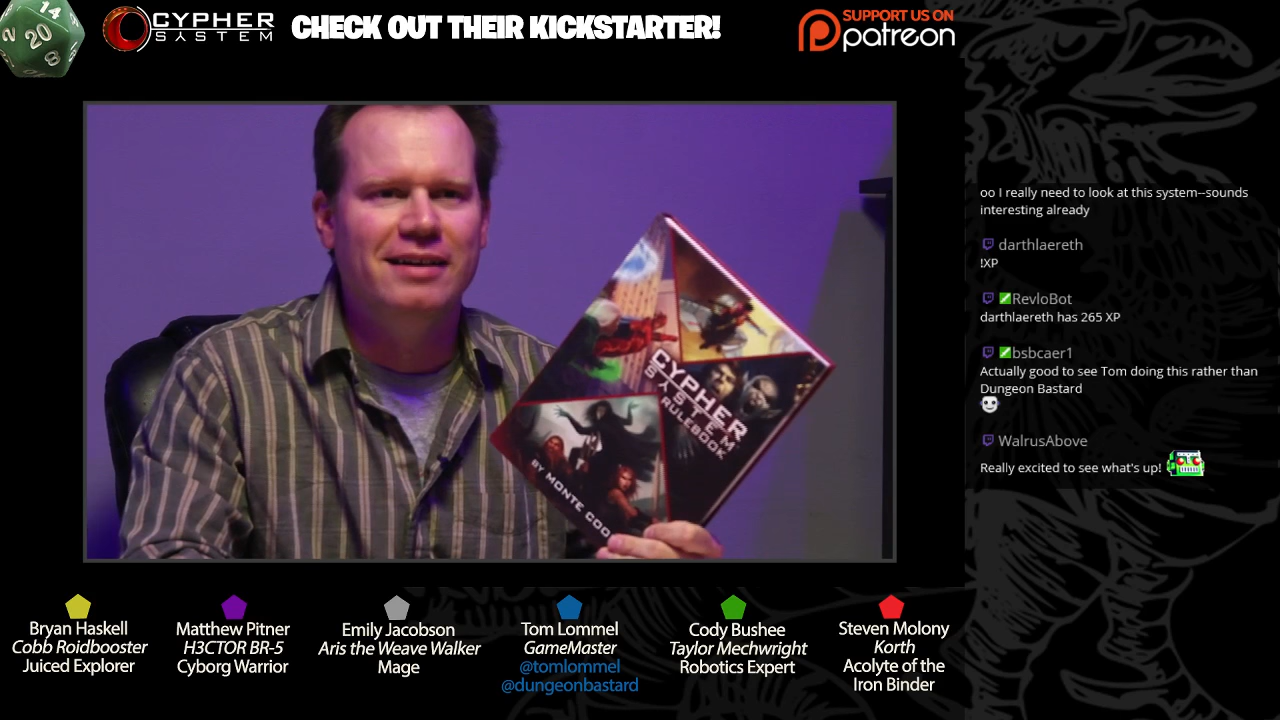 14
20
2
8
CYPHER
SYSTEM
CHECK OUT THEIR KICKSTARTER!
SUPPORT US ON
patreon
CYPHER
SYSTEM
RULEBOOK
BY MONTE COO
oo I really need to look at this system--sounds
interesting already
darthlaereth
!XP
RevloBot
darthlaereth has 265 XP
bsbcaer1
Actually good to see Tom doing this rather than
Dungeon Bastard
WalrusAbove
Really excited to see what's up!
Bryan Haskell
Cobb Roidbooster
Juiced Explorer
Matthew Pitner
H3CTOR BR-5
Cyborg Warrior
Emily Jacobson
Aris the Weave Walker
Mage
Tom Lommel
GameMaster
@tomlommel
@dungeonbastard
Cody Bushee
Taylor Mechwright
Robotics Expert
Steven Molony
Korth
Acolyte of the
Iron Binder